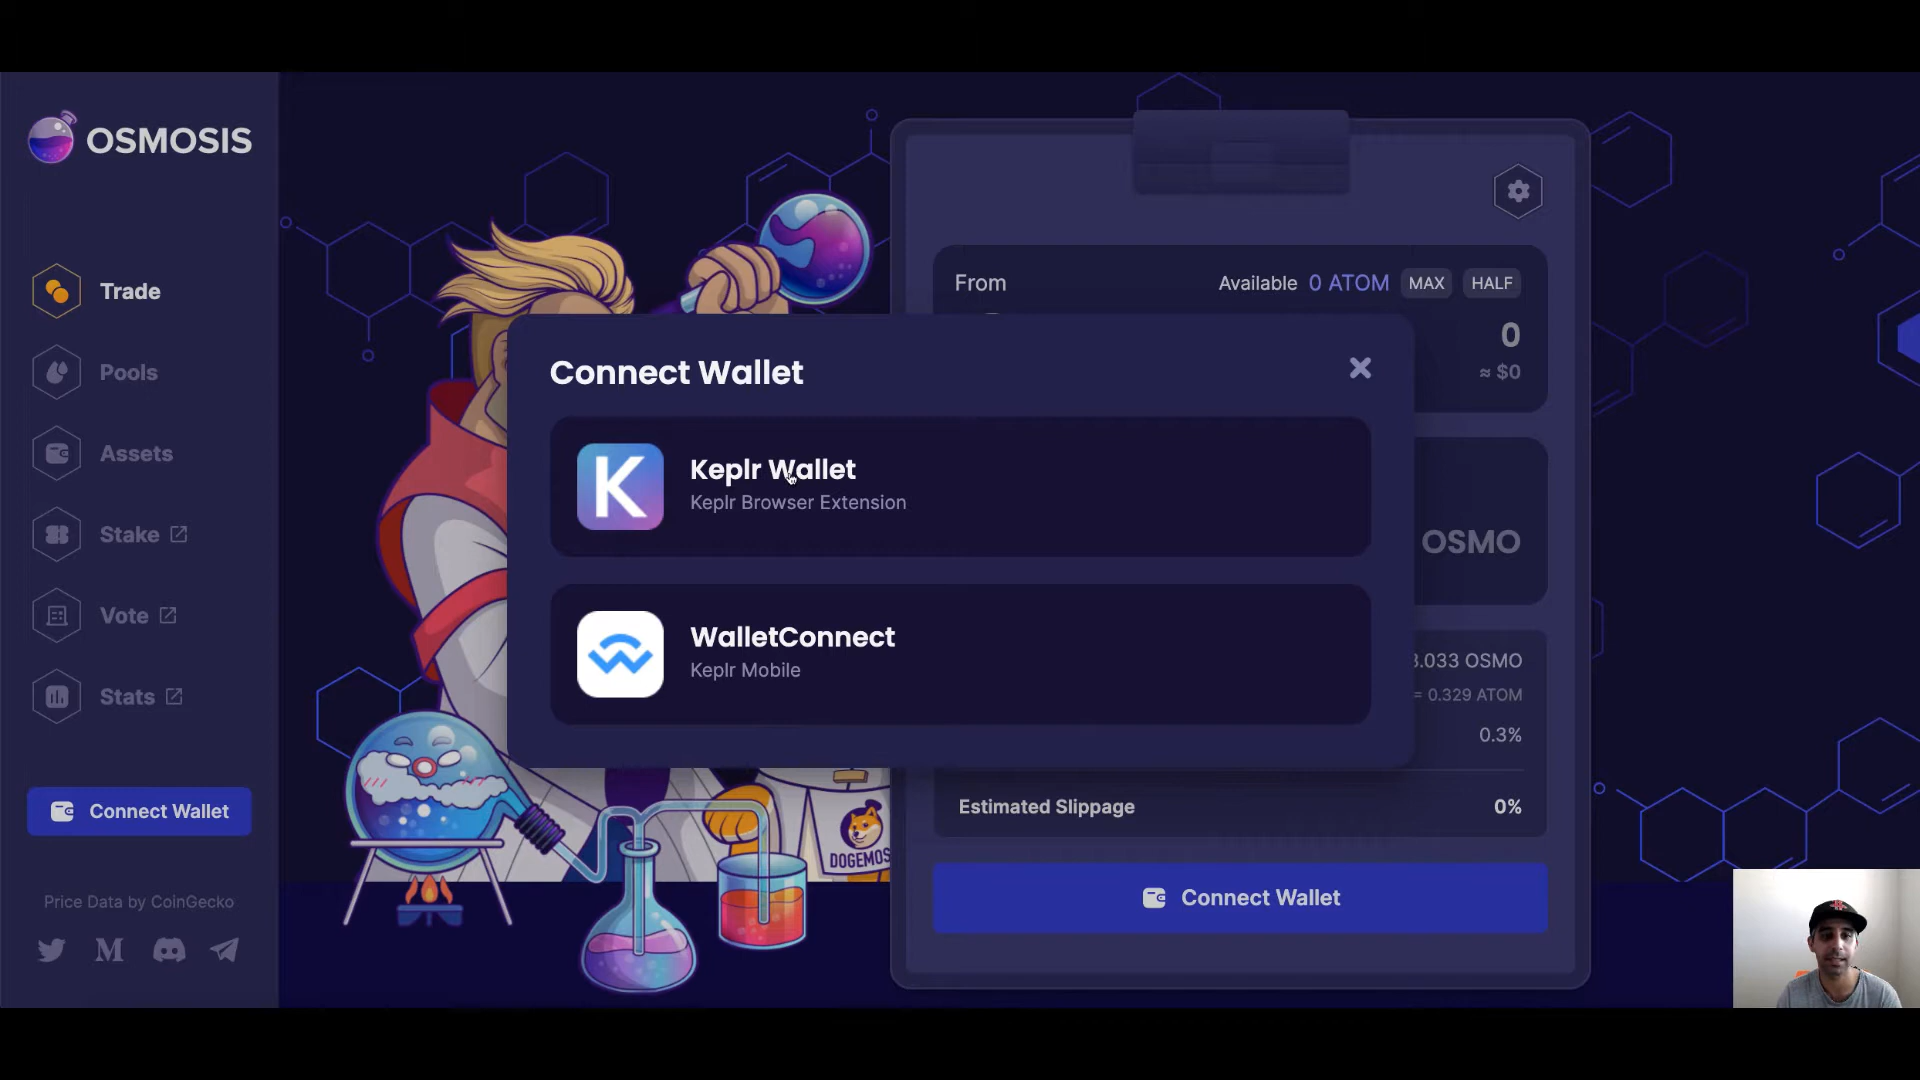 OSMOSIS
Trade
Pools
Assets
Stake
Vote
Stats
Connect Wallet
Price Data by CoinGecko
From
Available 0 ATOM MAX HALF
0
≈ $0
OSMO
3.033 OSMO
= 0.329 ATOM
0.3%
Estimated Slippage 0%
Connect Wallet
Connect Wallet
Keplr Wallet
Keplr Browser Extension
WalletConnect
Keplr Mobile
DOGEMOS